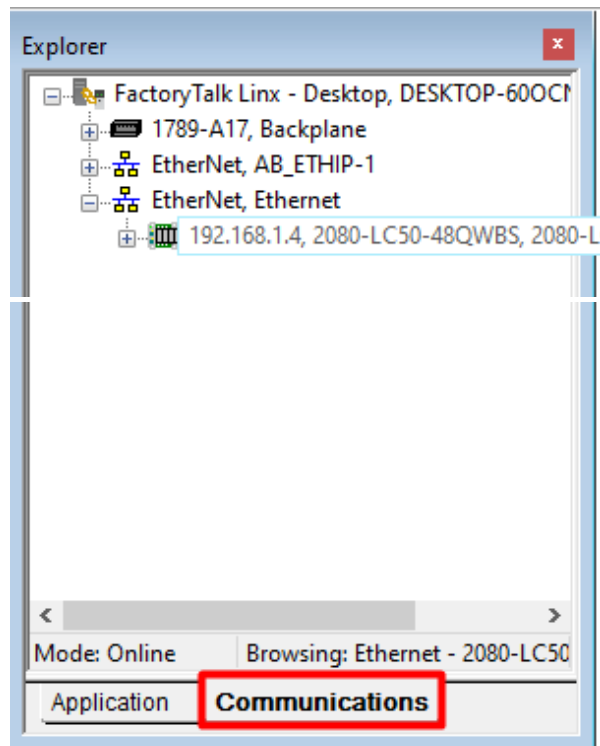 Explorer
x
FactoryTalk Linx - Desktop, DESKTOP-60OCN
1789-A17, Backplane
EtherNet, AB_ETHIP-1
EtherNet, Ethernet
192.168.1.4, 2080-LC50-48QWBS, 2080-L
Mode: Online Browsing: Ethernet - 2080-LC50
Application Communications